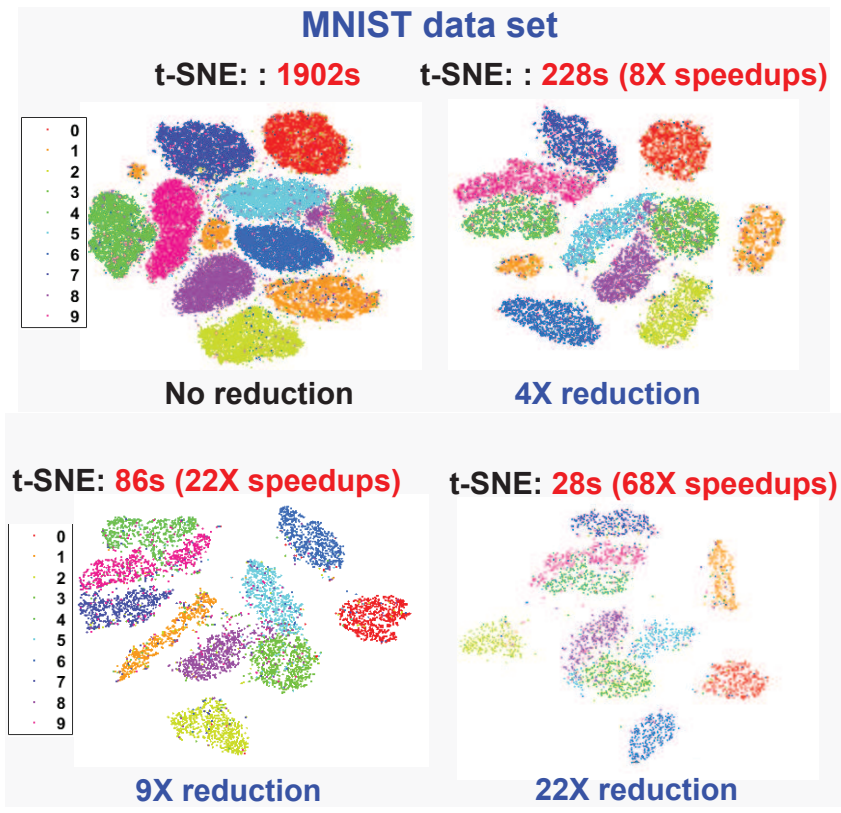 MNIST data set
t-SNE: : 1902s
t-SNE: : 228s (8X speedups)
0
1
2
3
4
5
6
7
8
9
No reduction
4X reduction
t-SNE: 86s (22X speedups)
t-SNE: 28s (68X speedups)
0
1
2
3
4
5
6
7
8
9
9X reduction
22X reduction